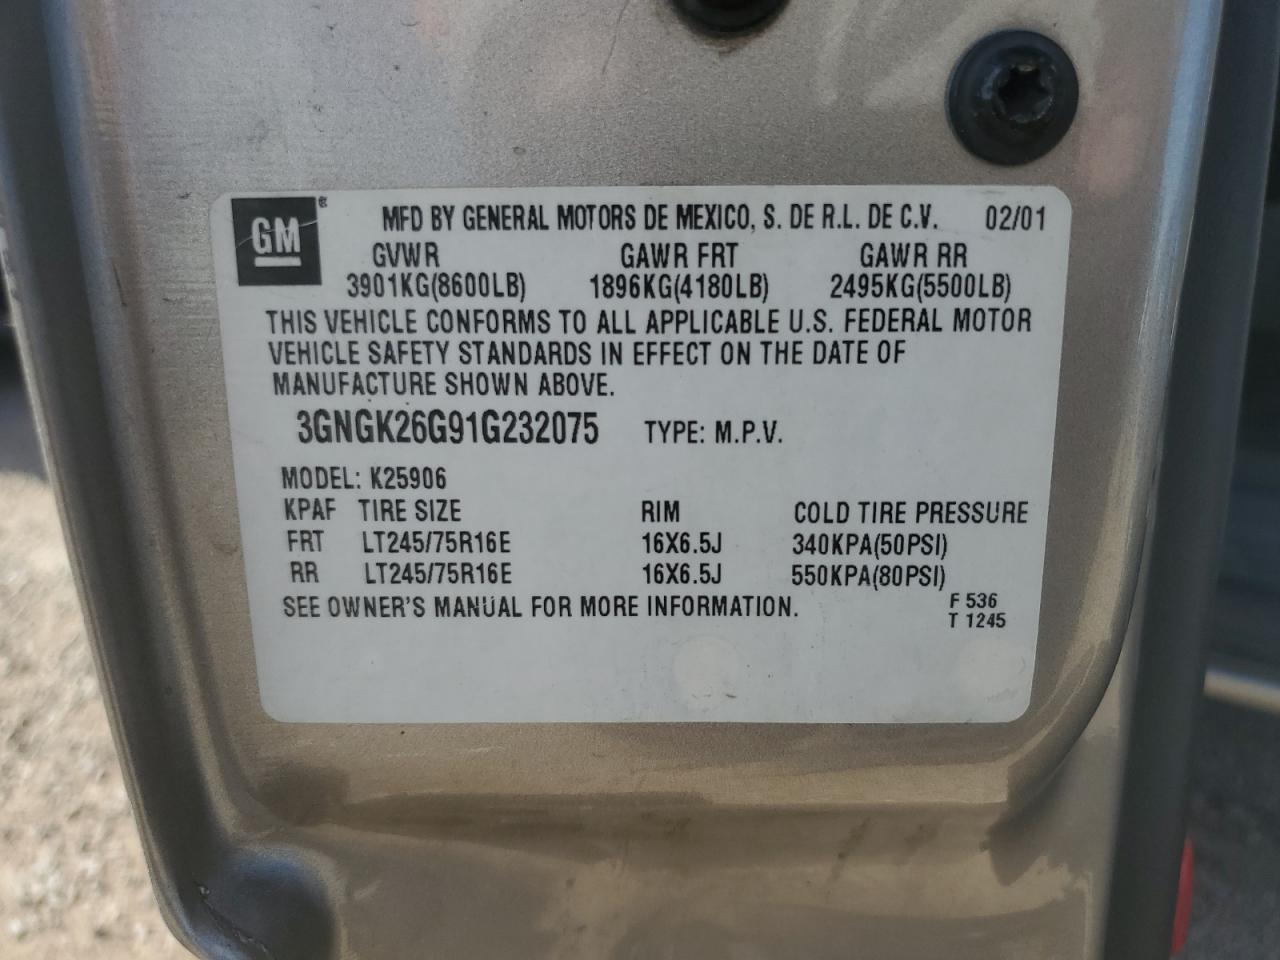 GM ® MFD BY GENERAL MOTORS DE MEXICO, S. DE R.L. DE C.V. 02/01
GVWR GAWR FRT GAWR RR
3901KG(8600LB) 1896KG(4180LB) 2495KG(5500LB)
THIS VEHICLE CONFORMS TO ALL APPLICABLE U.S. FEDERAL MOTOR
VEHICLE SAFETY STANDARDS IN EFFECT ON THE DATE OF
MANUFACTURE SHOWN ABOVE.
3GNGK26G91G232075 TYPE: M.P.V.
MODEL: K25906
KPAF TIRE SIZE RIM COLD TIRE PRESSURE
FRT LT245/75R16E 16X6.5J 340KPA(50PSI)
RR LT245/75R16E 16X6.5J 550KPA(80PSI)
SEE OWNER'S MANUAL FOR MORE INFORMATION. F 536
T 1245